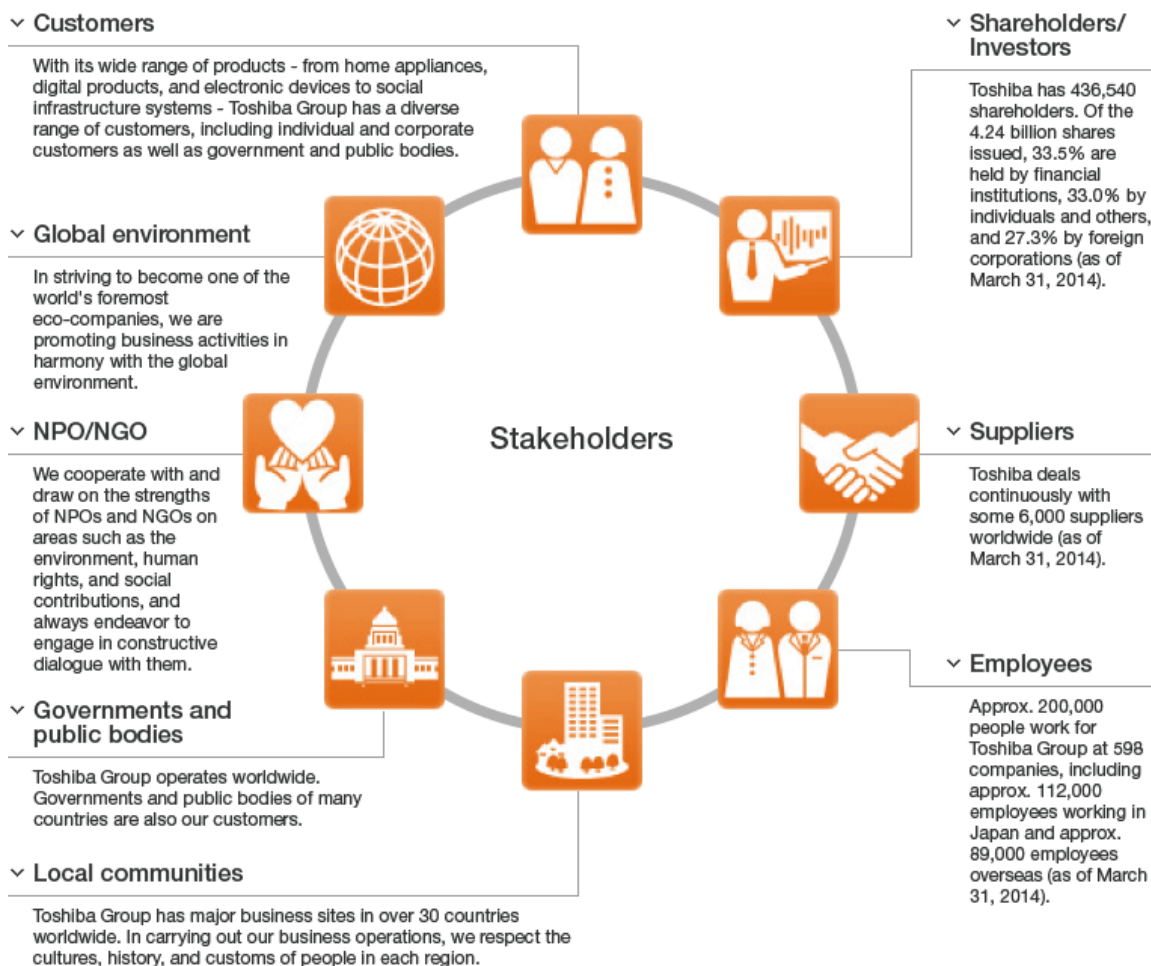 Customers
With its wide range of products - from home appliances,
digital products, and electronic devices to social
infrastructure systems - Toshiba Group has a diverse
range of customers, including individual and corporate
customers as well as government and public bodies.
Shareholders/
Investors
Toshiba has 436,540
shareholders. Of the
4.24 billion shares
issued, 33.5% are
held by financial
institutions, 33.0% by
individuals and others,
and 27.3% by foreign
corporations (as of
March 31, 2014).
Global environment
In striving to become one of the
world's foremost
eco-companies, we are
promoting business activities in
harmony with the global
environment.
NPO/NGO
We cooperate with and
draw on the strengths
of NPOs and NGOs on
areas such as the
environment, human
rights, and social
contributions, and
always endeavor to
engage in constructive
dialogue with them.
Stakeholders
Suppliers
Toshiba deals
continuously with
some 6,000 suppliers
worldwide (as of
March 31, 2014).
Employees
Approx. 200,000
people work for
Toshiba Group at 598
companies, including
approx. 112,000
employees working in
Japan and approx.
89,000 employees
overseas (as of March
31, 2014).
Governments and
public bodies
Toshiba Group operates worldwide.
Governments and public bodies of many
countries are also our customers.
Local communities
Toshiba Group has major business sites in over 30 countries
worldwide. In carrying out our business operations, we respect the
cultures, history, and customs of people in each region.